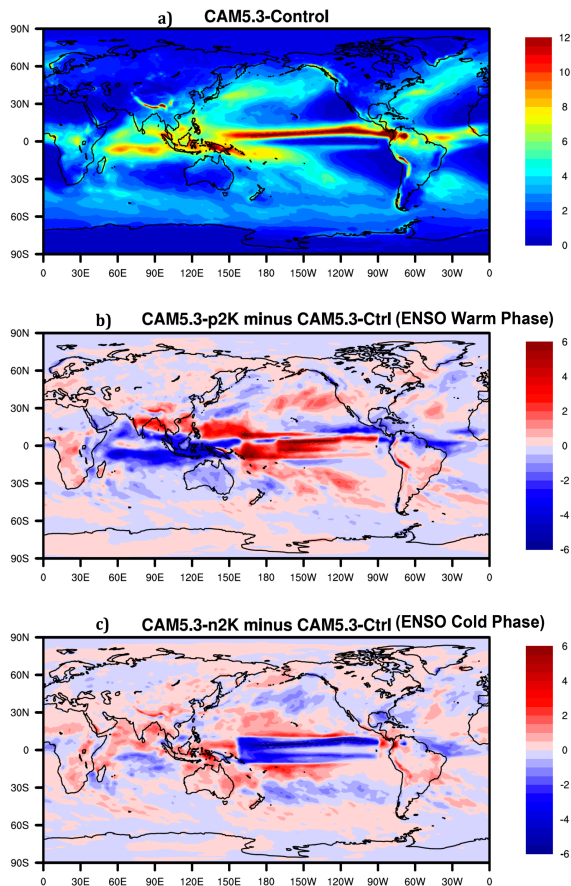 a) CAM5.3-Control
90N
60N
30N
0
30S
60S
90S
0 30E 60E 90E 120E 150E 180 150W 120W 90W 60W 30W 0
12
10
8
6
4
2
0
b) CAM5.3-p2K minus CAM5.3-Ctrl (ENSO Warm Phase)
90N
60N
30N
0
30S
60S
90S
0 30E 60E 90E 120E 150E 180 150W 120W 90W 60W 30W 0
6
4
2
0
-2
-4
-6
c) CAM5.3-n2K minus CAM5.3-Ctrl (ENSO Cold Phase)
90N
60N
30N
0
30S
60S
90S
0 30E 60E 90E 120E 150E 180 150W 120W 90W 60W 30W 0
6
4
2
0
-2
-4
-6